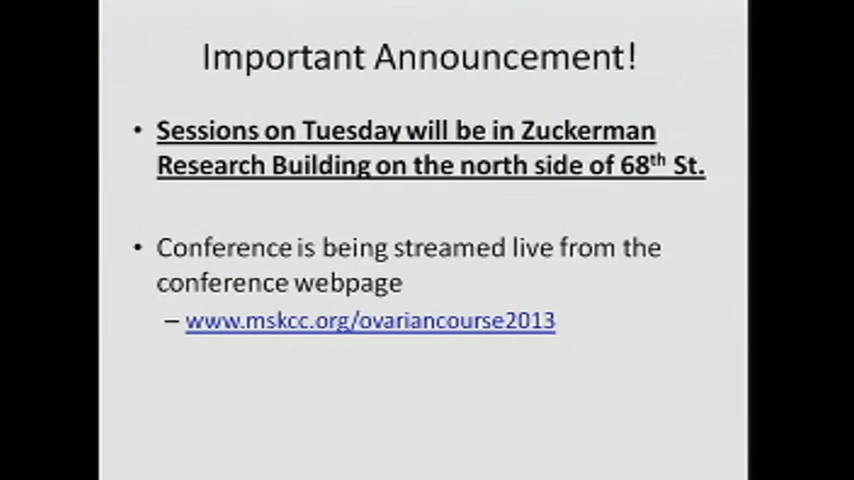 Important Announcement!
• Sessions on Tuesday will be in Zuckerman
Research Building on the north side of 68th St.
• Conference is being streamed live from the
conference webpage
– www.mskcc.org/ovariancourse2013